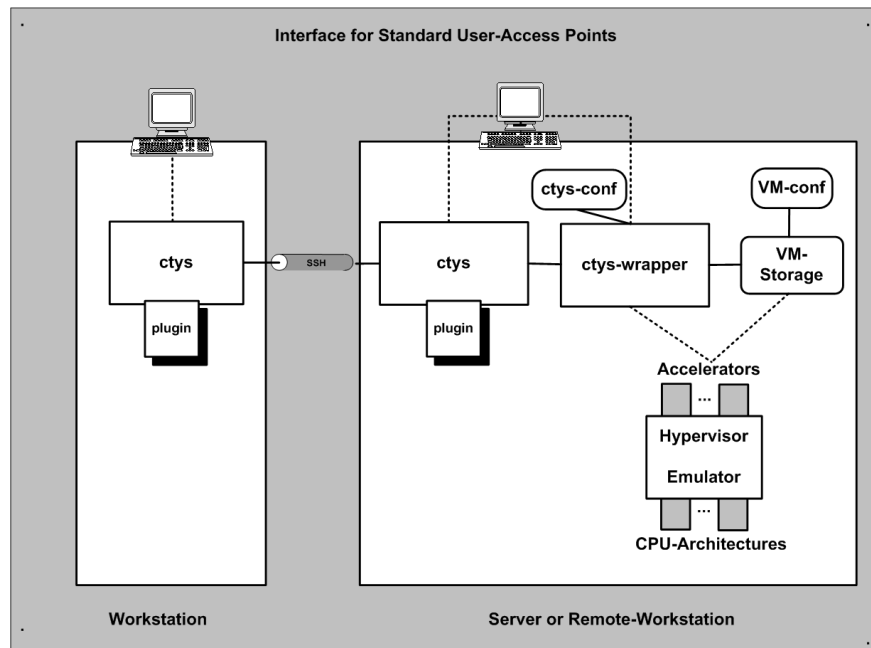 Interface for Standard User-Access Points
ctys-conf
VM-conf
ctys
SSH
ctys
ctys-wrapper
VM-
Storage
plugin
plugin
Accelerators
...
Hypervisor
Emulator
...
CPU-Architectures
Workstation
Server or Remote-Workstation